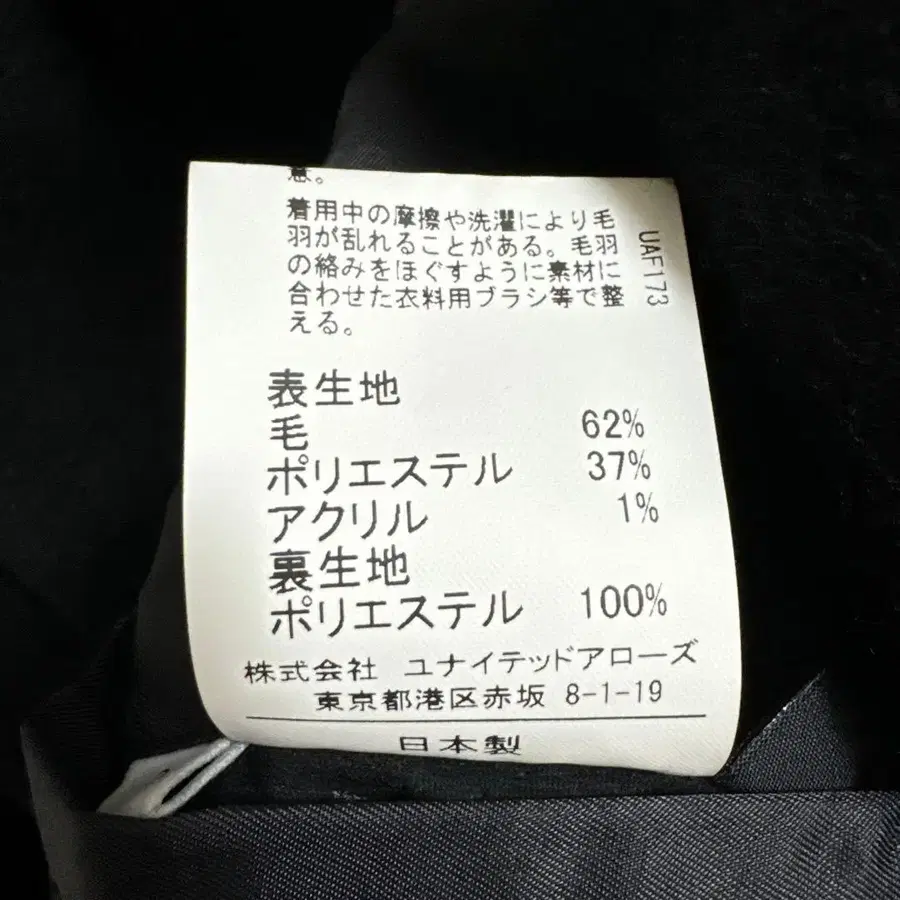 意。
着用中の摩擦や洗濯により毛
羽が乱れることがある。毛羽
の絡みをほぐすように素材に
合わせた衣料用ブラシ等で整
える。
UAF173
表生地
毛 62%
ポリエステル 37%
アクリル 1%
裏生地
ポリエステル 100%
株式会社 ユナイテッドアローズ
東京都港区赤坂 8-1-19
日本製